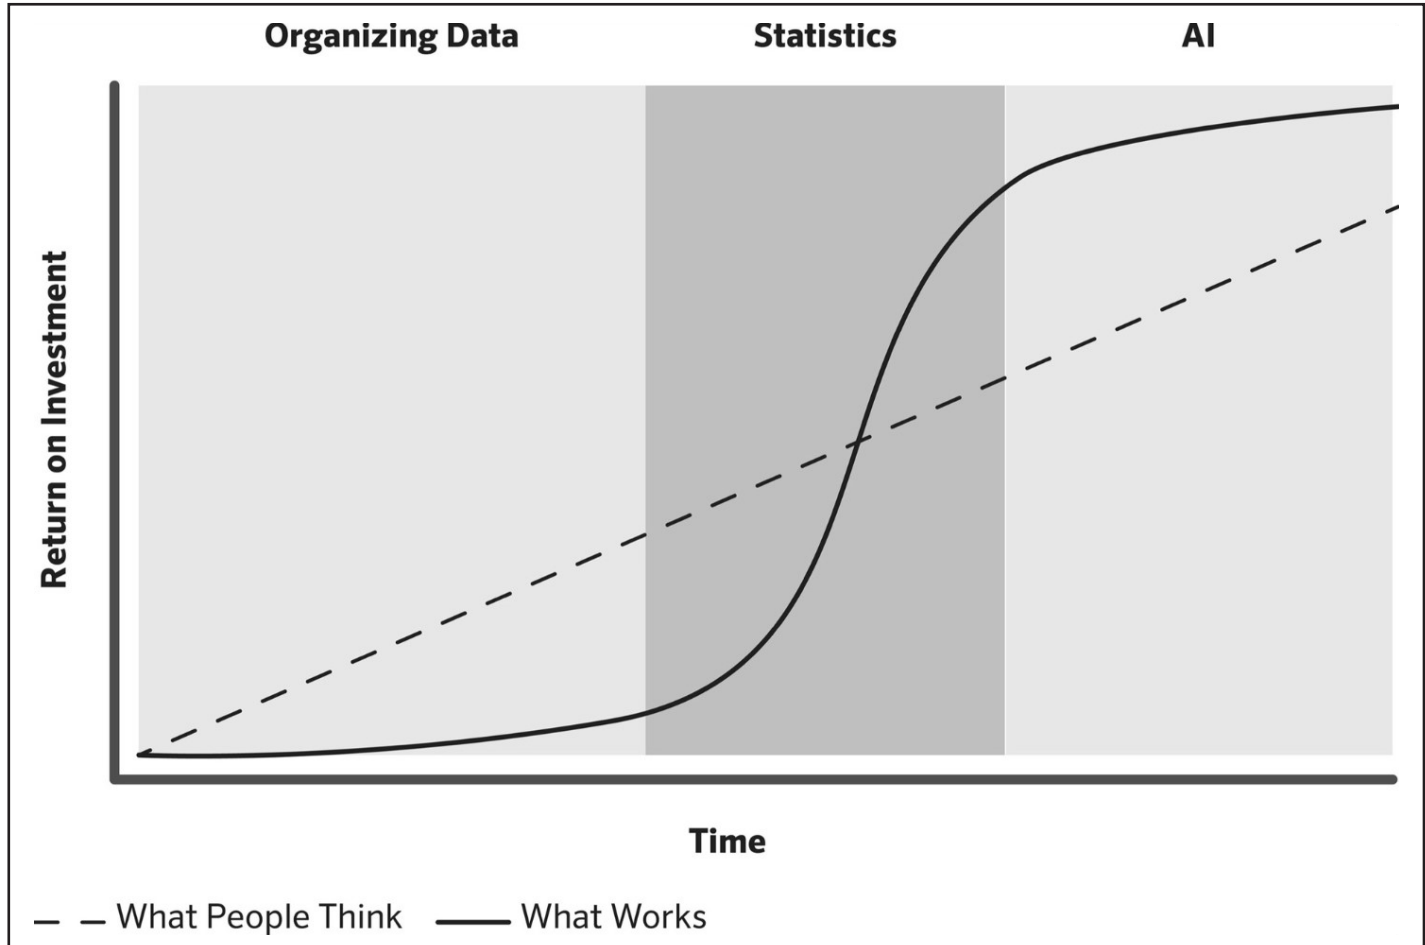 Organizing Data
Statistics
AI
Return on Investment
Time
What People Think
What Works